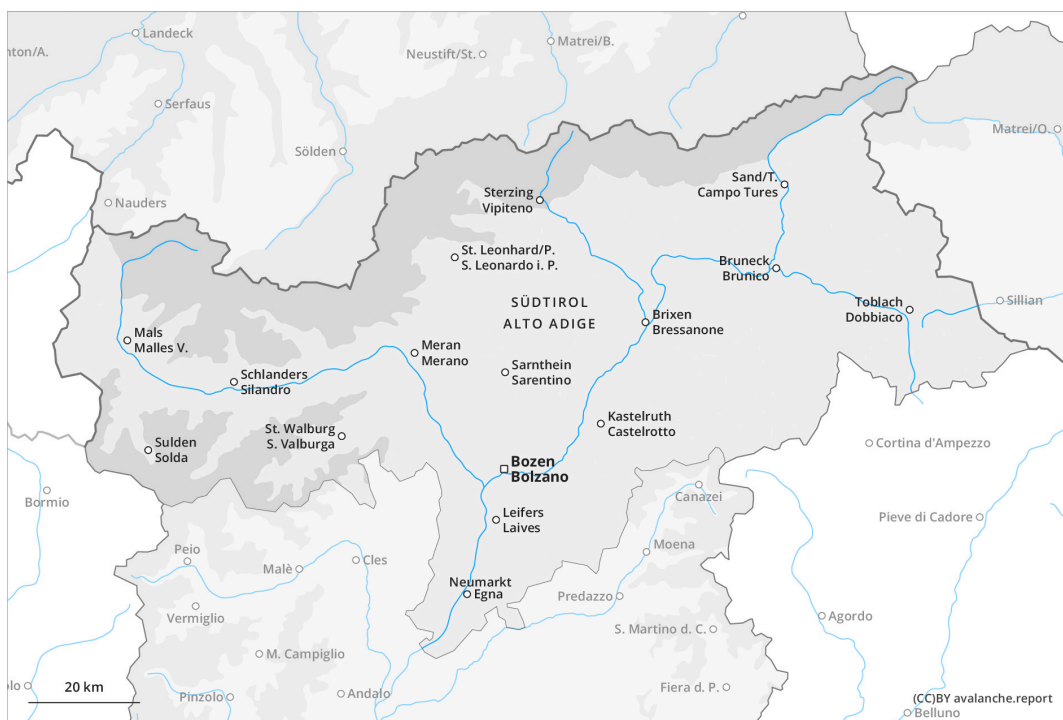 Landeck
nton/A.
Neustift/St.
Matrei/B.
Serfaus
Matrei/O.
Sölden
Nauders
Sand/T.
Campo Tures
Sterzing
Vipiteno
St. Leonhard/P.
S. Leonardo i. P.
Bruneck
Brunico
SÜDTIROL
ALTO ADIGE
Toblach
Dobbiaco
Sillian
Brixen
Bressanone
Mals
Malles V.
Meran
Merano
Sarnthein
Sarentino
Schlanders
Silandro
Kastelruth
Castelrotto
St. Walburg
S. Valburga
Sulden
Solda
Cortina d'Ampezzo
Bozen
Bolzano
Bormio
Canazei
Leifers
Laives
Pieve di Cadore
Peio
Cles
Malè
Moena
Neumarkt
Egna
Predazzo
Vermiglio
Agordo
S. Martino d. C.
M. Campiglio
olo
20 km
Pinzolo
Andalo
Fiera d. P.
(CC)BY avalanche.report
Belluno